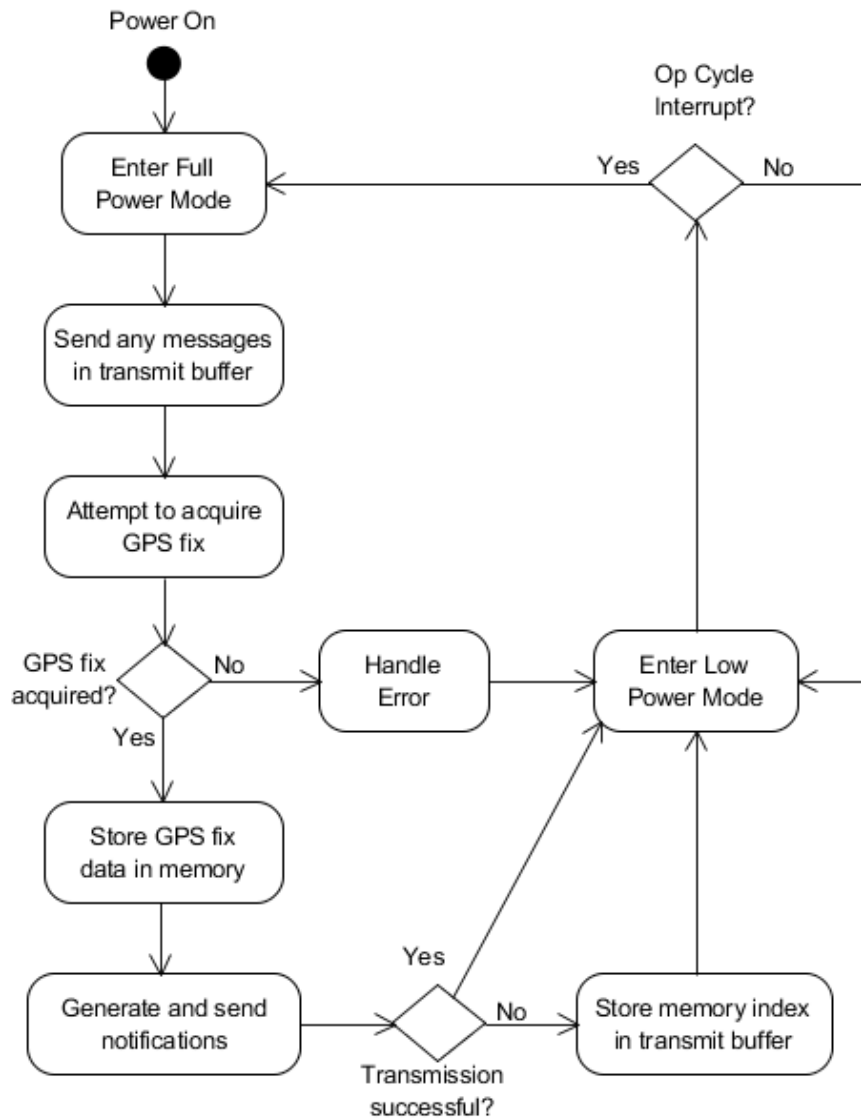 Power On
Op Cycle
Interrupt?
Enter Full
Power Mode
Yes
No
Send any messages
in transmit buffer
Attempt to acquire
GPS fix
GPS fix
acquired?
No
Yes
Handle
Error
Enter Low
Power Mode
Store GPS fix
data in memory
Generate and send
notifications
Yes
No
Transmission
successful?
Store memory index
in transmit buffer